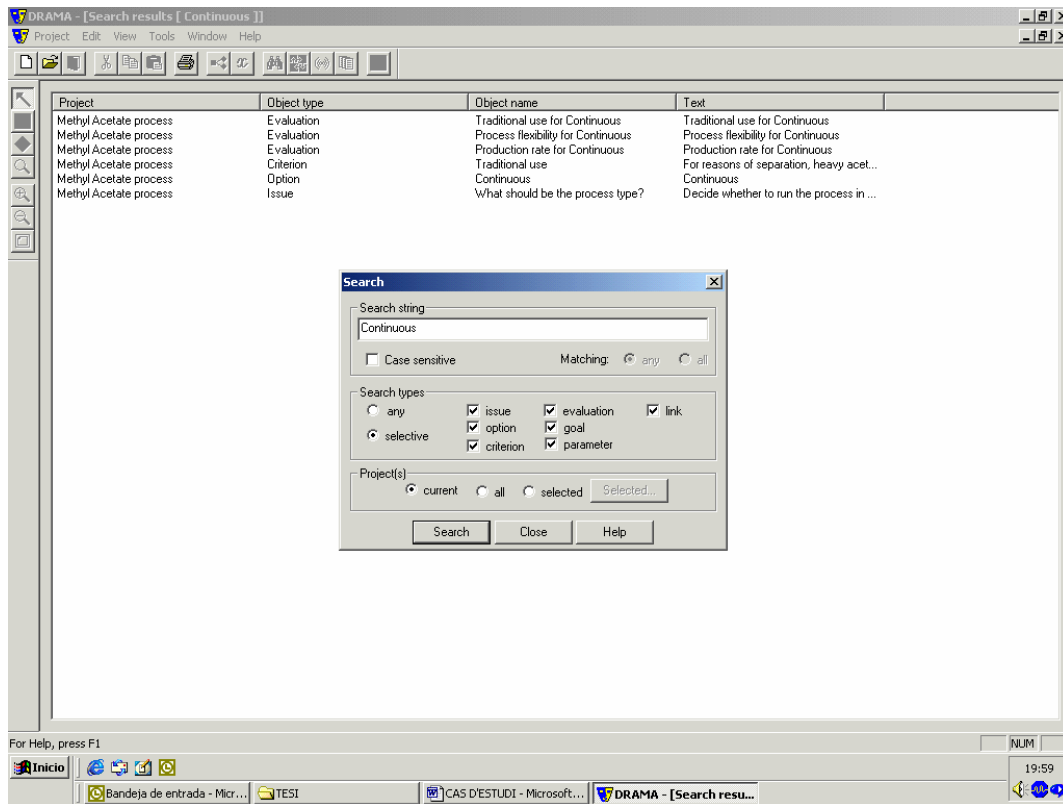 DRAMA - [Search results [ Continuous ]]
Project Edit View Tools Window Help
Project Object type Object name Text
Methyl Acetate process Evaluation Traditional use for Continuous Traditional use for Continuous
Methyl Acetate process Evaluation Process flexibility for Continuous Process flexibility for Continuous
Methyl Acetate process Evaluation Production rate for Continuous Production rate for Continuous
Methyl Acetate process Criterion Traditional use For reasons of separation, heavy acet...
Methyl Acetate process Option Continuous Continuous
Methyl Acetate process Issue What should be the process type? Decide whether to run the process in ...
Search
Search string
Continuous
Case sensitive Matching: any all
Search types
any issue evaluation link
selective option goal
criterion parameter
Project(s)
current all selected Selected...
Search Close Help
For Help, press F1 NUM
Inicio 19:59
Bandeja de entrada - Micr... TESI CAS D'ESTUDI - Microsoft... DRAMA - [Search resu...